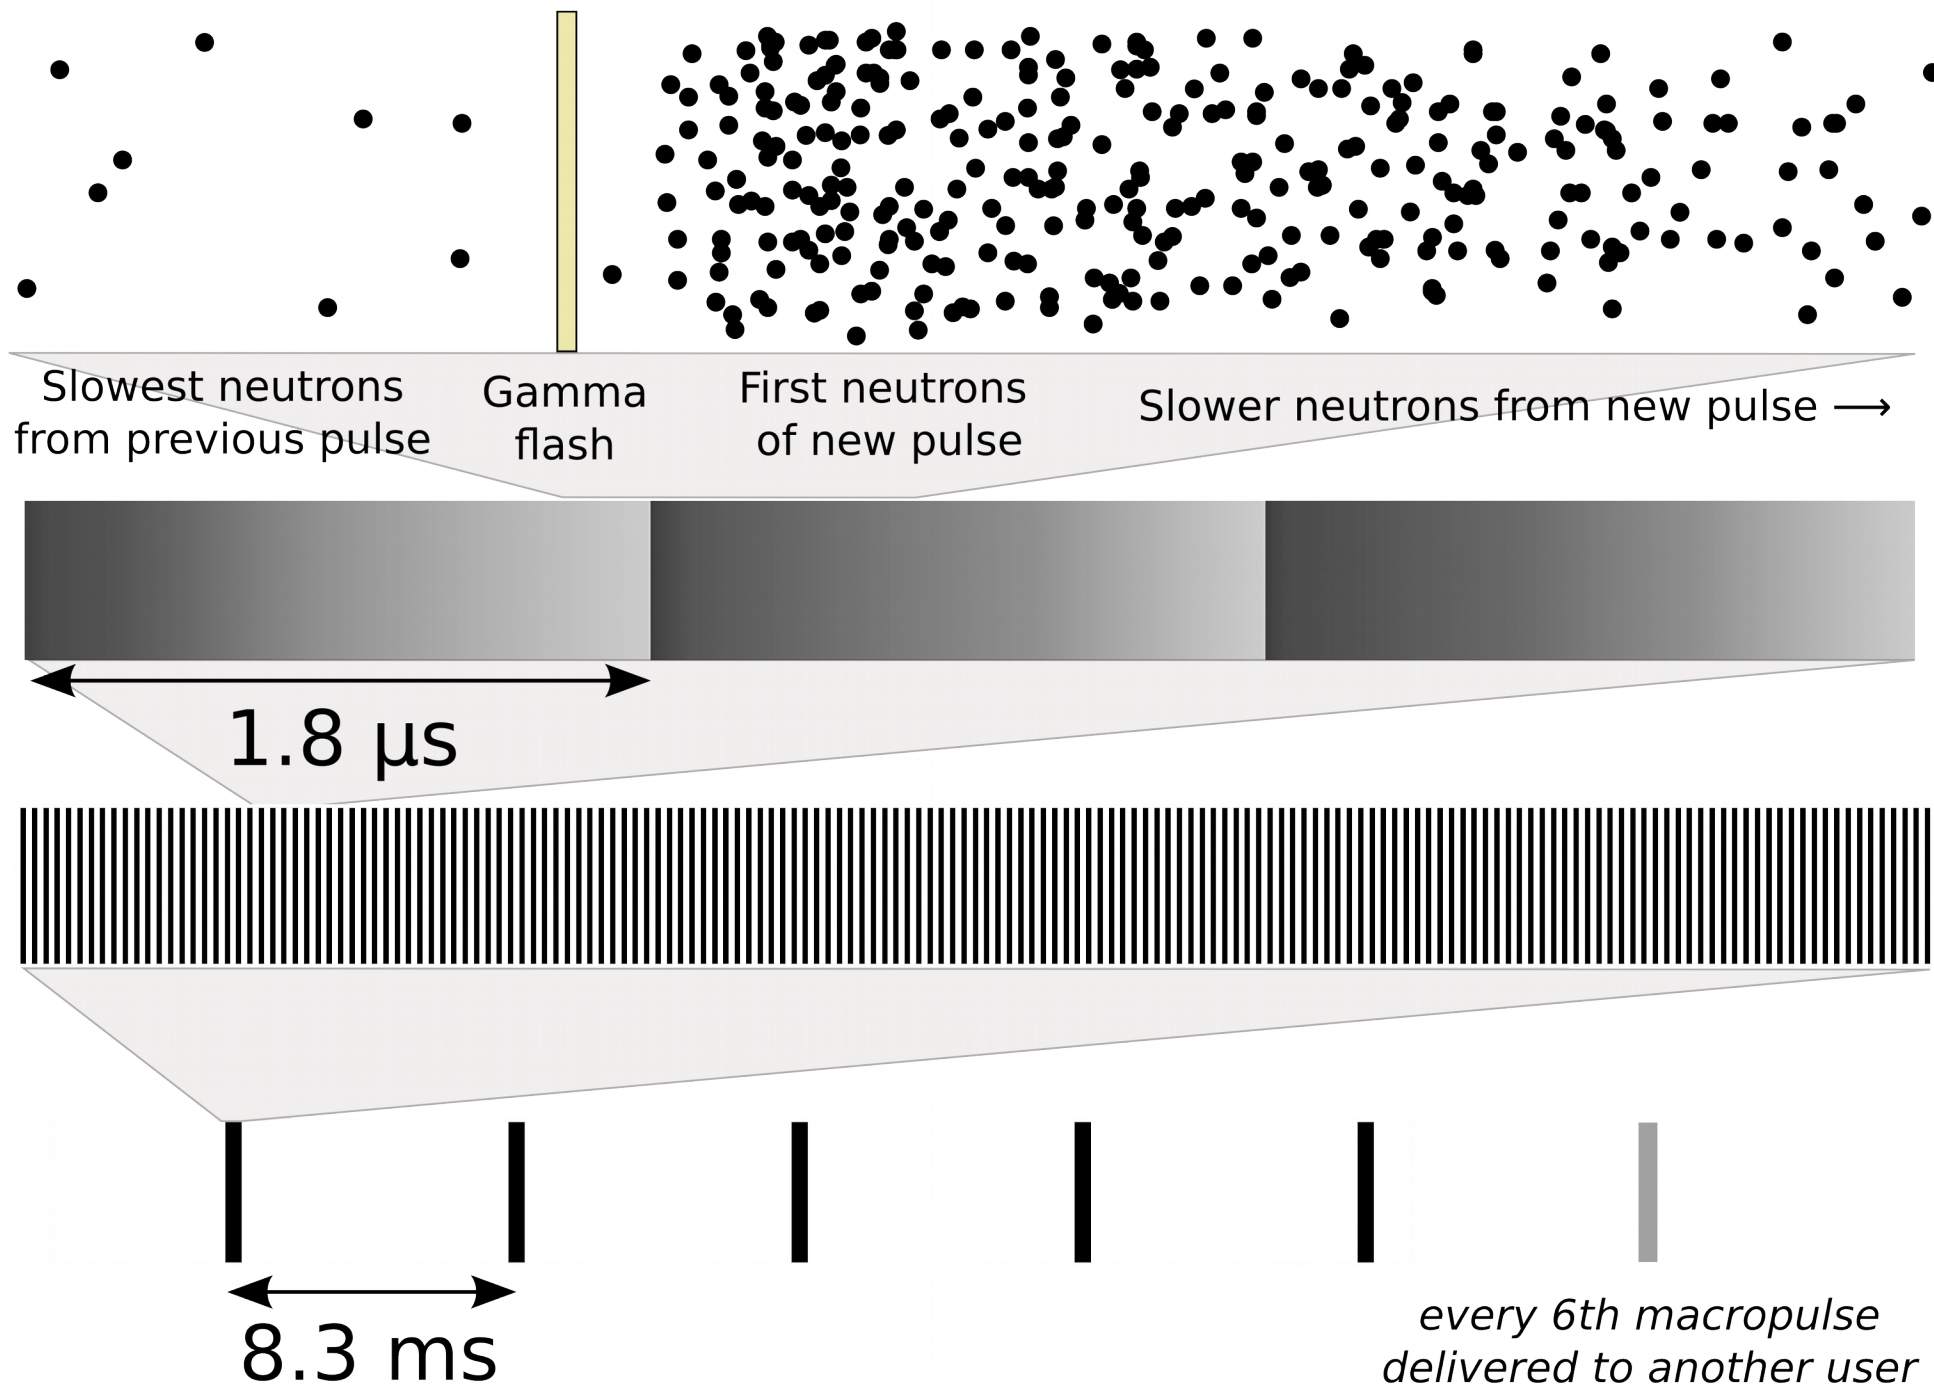 Slowest neutrons
from previous pulse
Gamma
flash
First neutrons
of new pulse
Slower neutrons from new pulse ⟶
1.8 µs
8.3 ms
every 6th macropulse
delivered to another user